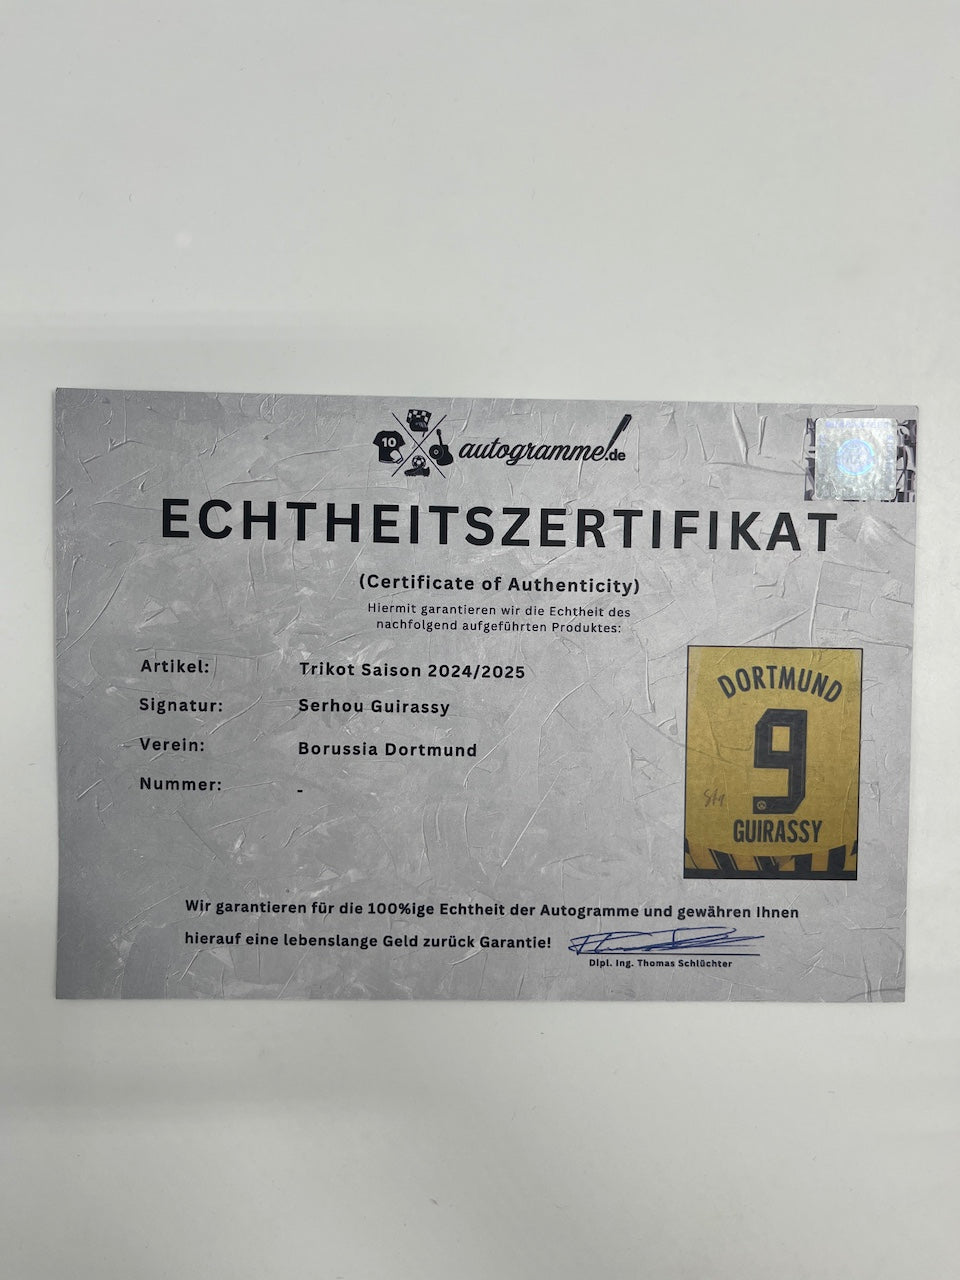 10
autogramme.de
ECHTHEITSZERTIFIKAT
(Certificate of Authenticity)
Hiermit garantieren wir die Echtheit des
nachfolgend aufgeführten Produktes:
Artikel: Trikot Saison 2024/2025
Signatur: Serhou Guirassy
Verein: Borussia Dortmund
Nummer: -
DORTMUND
9
GUIRASSY
Wir garantieren für die 100%ige Echtheit der Autogramme und gewähren Ihnen
hierauf eine lebenslange Geld zurück Garantie!
Dipl. Ing. Thomas Schlüchter